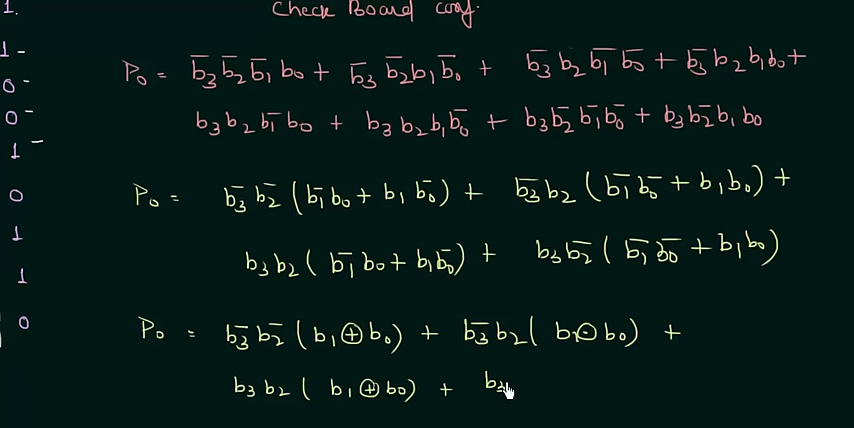 1.
Check Board conf.
1 -
P₀ = b̅₃ b̅₂ b̅₁ b₀ + b̅₃ b̅₂ b₁ b̅₀ + b̅₃ b₂ b̅₁ b̅₀ + b̅₃ b₂ b₁ b₀ +
0 -
0 -
b₃ b₂ b̅₁ b₀ + b₃ b₂ b₁ b̅₀ + b₃ b̅₂ b̅₁ b̅₀ + b₃ b̅₂ b₁ b₀
1 -
0
P₀ = b̅₃ b̅₂ ( b̅₁ b₀ + b₁ b̅₀ ) + b̅₃ b₂ ( b̅₁ b̅₀ + b₁ b₀ ) +
1
b₃ b₂ ( b̅₁ b₀ + b₁ b̅₀ ) + b₃ b̅₂ ( b̅₁ b̅₀ + b₁ b₀ )
1
0
P₀ = b̅₃ b̅₂ ( b₁ ⊕ b₀ ) + b̅₃ b₂ ( b₁ ⊙ b₀ ) +
b₃ b₂ ( b₁ ⊕ b₀ ) + b₃